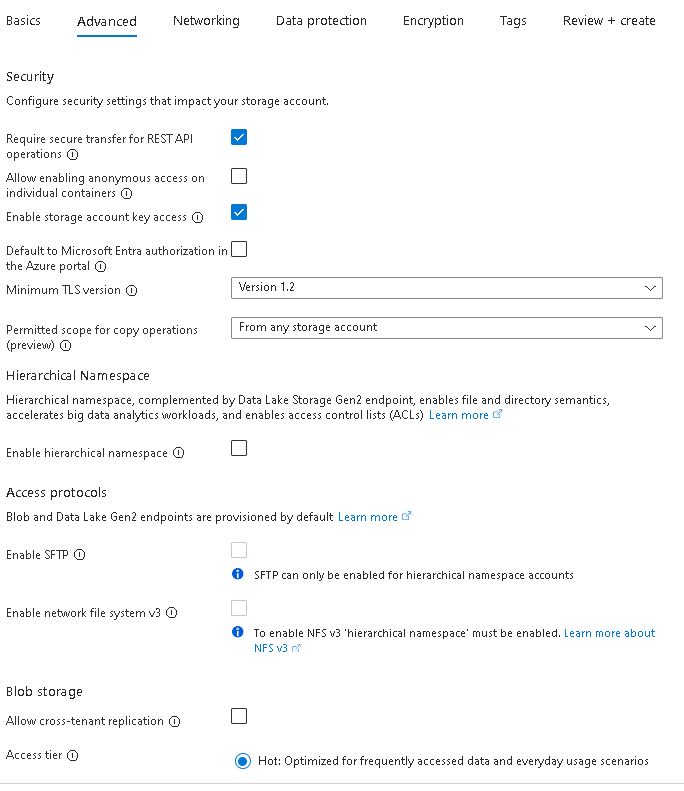 Basics Advanced Networking Data protection Encryption Tags Review + create
Security
Configure security settings that impact your storage account.
Require secure transfer for REST API
operations
Allow enabling anonymous access on
individual containers
Enable storage account key access
Default to Microsoft Entra authorization in
the Azure portal
Minimum TLS version Version 1.2
Permitted scope for copy operations
(preview)
From any storage account
Hierarchical Namespace
Hierarchical namespace, complemented by Data Lake Storage Gen2 endpoint, enables file and directory semantics,
accelerates big data analytics workloads, and enables access control lists (ACLs) Learn more
Enable hierarchical namespace
Access protocols
Blob and Data Lake Gen2 endpoints are provisioned by default Learn more
Enable SFTP
SFTP can only be enabled for hierarchical namespace accounts
Enable network file system v3
To enable NFS v3 'hierarchical namespace' must be enabled. Learn more about
NFS v3
Blob storage
Allow cross-tenant replication
Access tier
Hot: Optimized for frequently accessed data and everyday usage scenarios